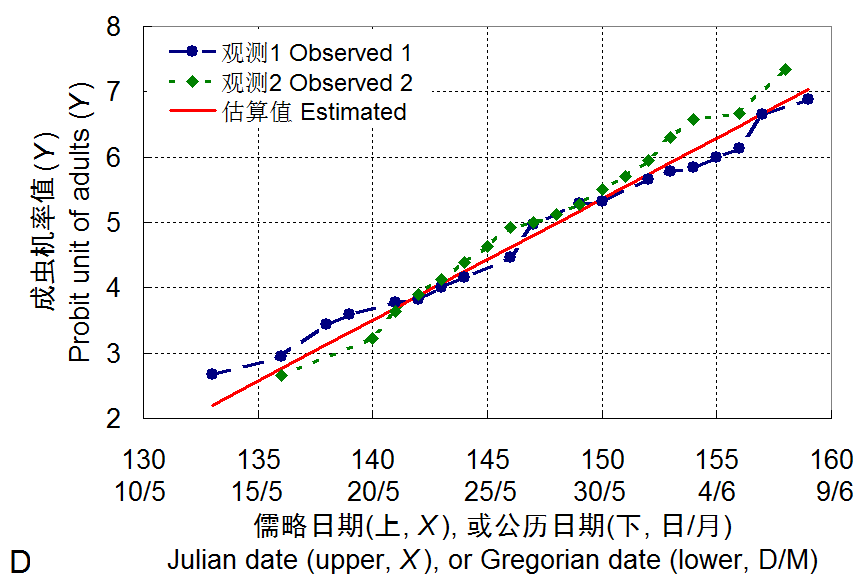 8
7
6
5
4
3
2
成虫机率值 (Y)
Probit unit of adults (Y)
观测1 Observed 1
观测2 Observed 2
估算值 Estimated
130 135 140 145 150 155 160
10/5 15/5 20/5 25/5 30/5 4/6 9/6
儒略日期(上, X), 或公历日期(下, 日/月)
Julian date (upper, X), or Gregorian date (lower, D/M)
D